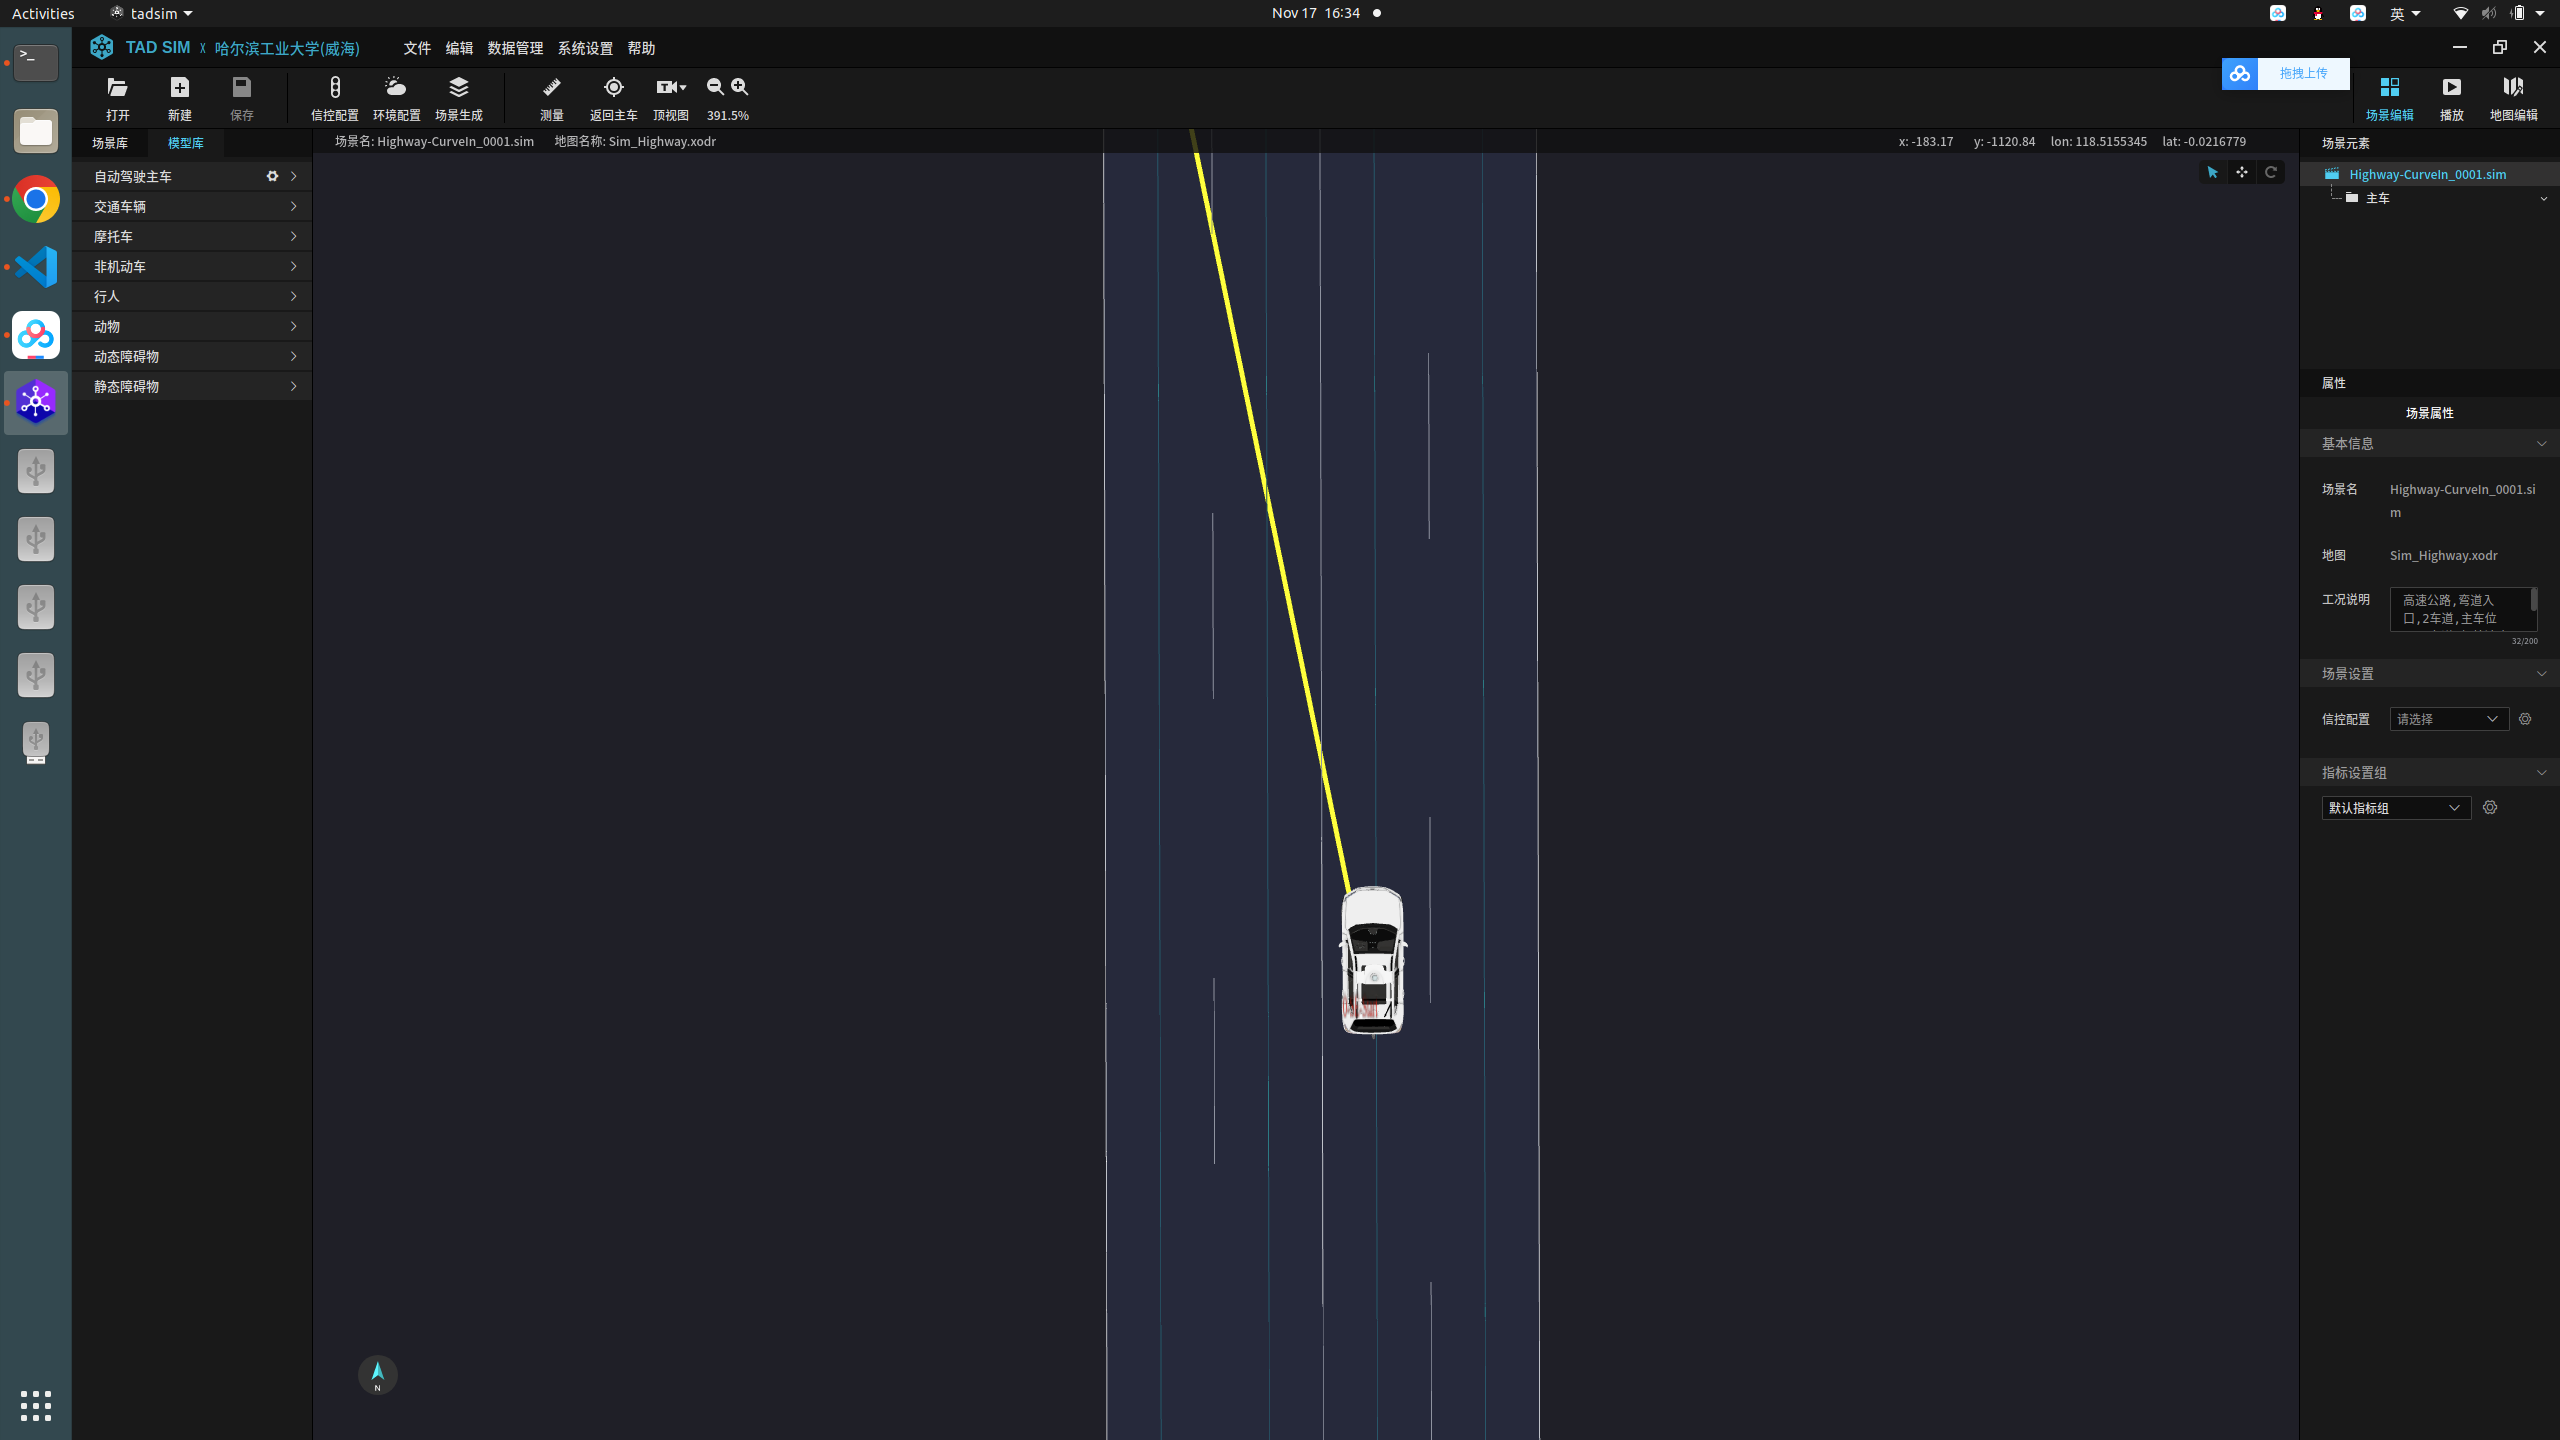 Activities
tadsim
Nov 17 16:34
英
TAD SIM x 哈尔滨工业大学(威海)
文件 编辑 数据管理 系统设置 帮助
拖拽上传
打开 新建 保存 信控配置 环境配置 场景生成 测量 返回主车 顶视图 391.5%
场景编辑 播放 地图编辑
场景库 模型库
场景名: Highway-CurveIn_0001.sim 地图名称: Sim_Highway.xodr
x: -183.17 y: -1120.84 lon: 118.5155345 lat: -0.0216779
自动驾驶主车
交通车辆
摩托车
非机动车
行人
动物
动态障碍物
静态障碍物
N
场景元素
Highway-CurveIn_0001.sim
主车
属性
场景属性
基本信息
场景名 Highway-CurveIn_0001.si
m
地图 Sim_Highway.xodr
工况说明 高速公路,弯道入
口,2车道,主车位
32/200
场景设置
信控配置 请选择
指标设置组
默认指标组